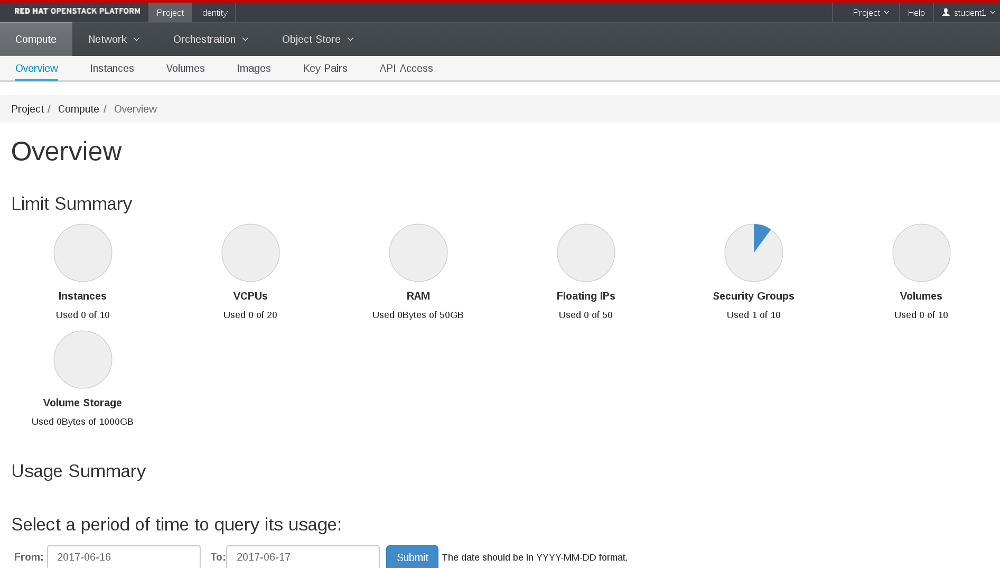 RED HAT OPENSTACK PLATFORM Project dentity Project Help student1
Compute Network Orchestration Object Store
Overview Instances Volumes Images Key Pairs API Access
Project / Compute / Overview
Overview
Limit Summary
Instances VCPUs RAM Floating IPs Security Groups Volumes
Used 0 of 10 Used 0 of 20 Used 0Bytes of 50GB Used 0 of 50 Used 1 of 10 Used 0 of 10
Volume Storage
Used 0Bytes of 1000GB
Usage Summary
Select a period of time to query its usage:
From: 2017-06-16 To: 2017-06-17 Submit The date should be in YYYY-MM-DD format.